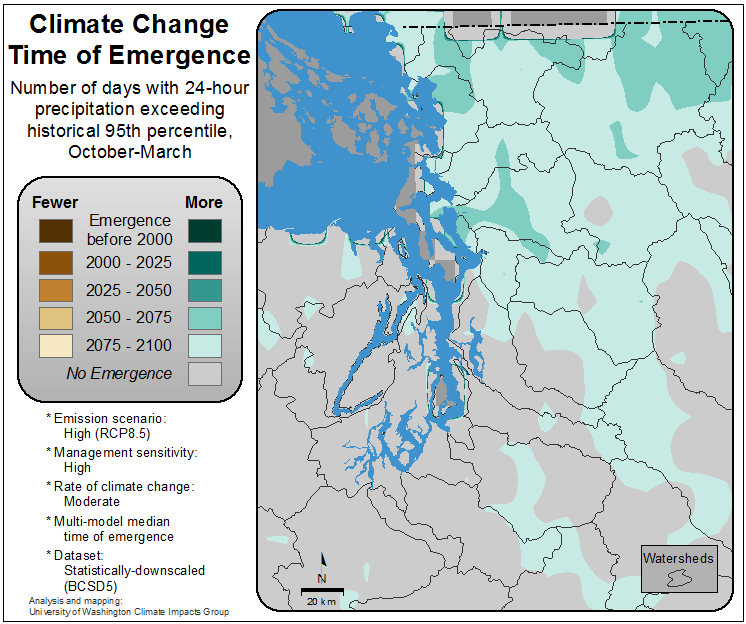 Climate Change
Time of Emergence
Number of days with 24-hour
precipitation exceeding
historical 95th percentile,
October-March
Fewer More
Emergence
before 2000
2000 - 2025
2025 - 2050
2050 - 2075
2075 - 2100
No Emergence
* Emission scenario:
High (RCP8.5)
* Management sensitivity:
High
* Rate of climate change:
Moderate
* Multi-model median
time of emergence
* Dataset:
Statistically-downscaled
(BCSD5)
Analysis and mapping:
University of Washington Climate Impacts Group
N
20 km
Watersheds